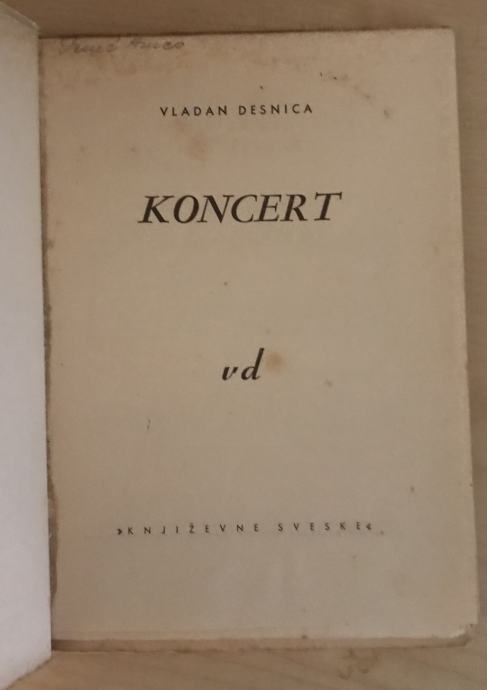 VLADAN DESNICA
KONCERT
vd
»KNJIŽEVNE SVESKE«